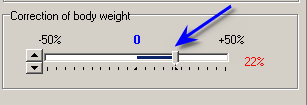 Correction of body weight
-50% 0 +50%
22%